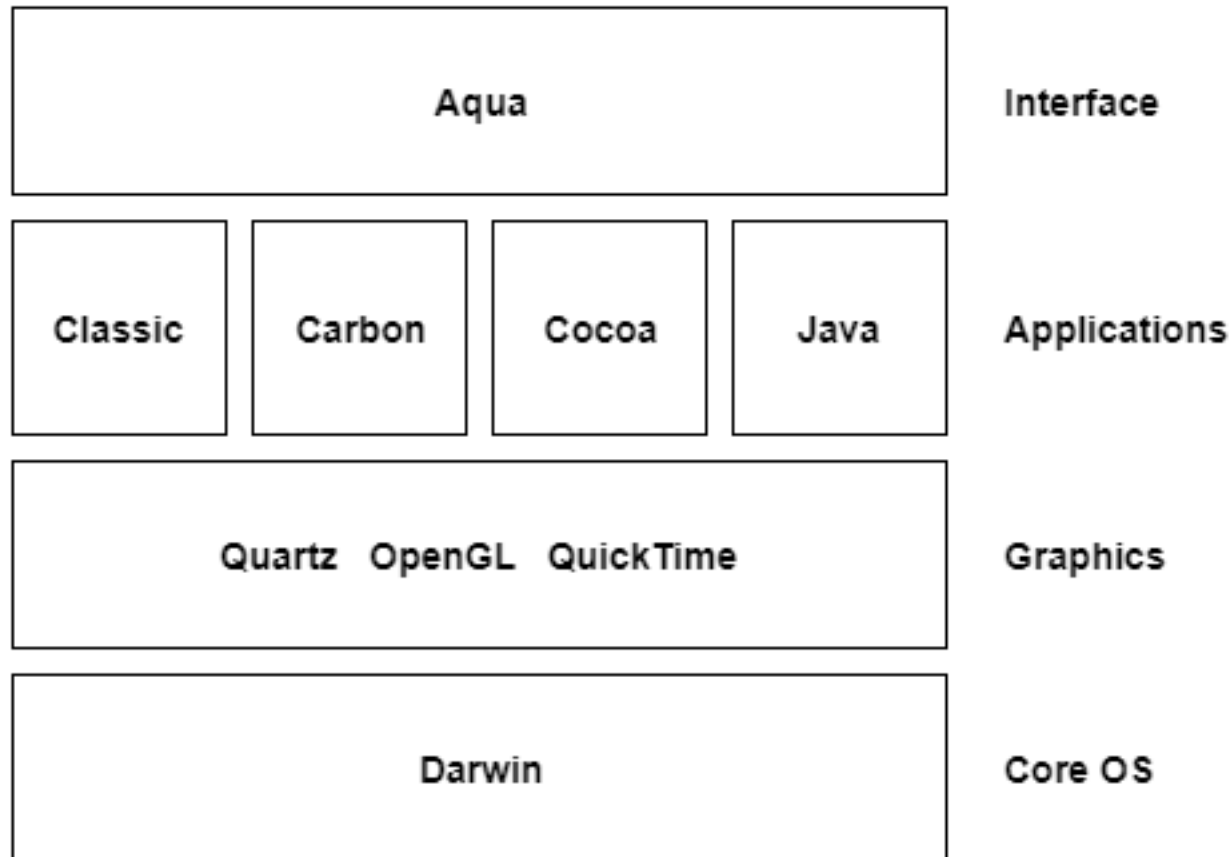 Aqua Interface
Classic Carbon Cocoa Java Applications
Quartz OpenGL QuickTime Graphics
Darwin Core OS